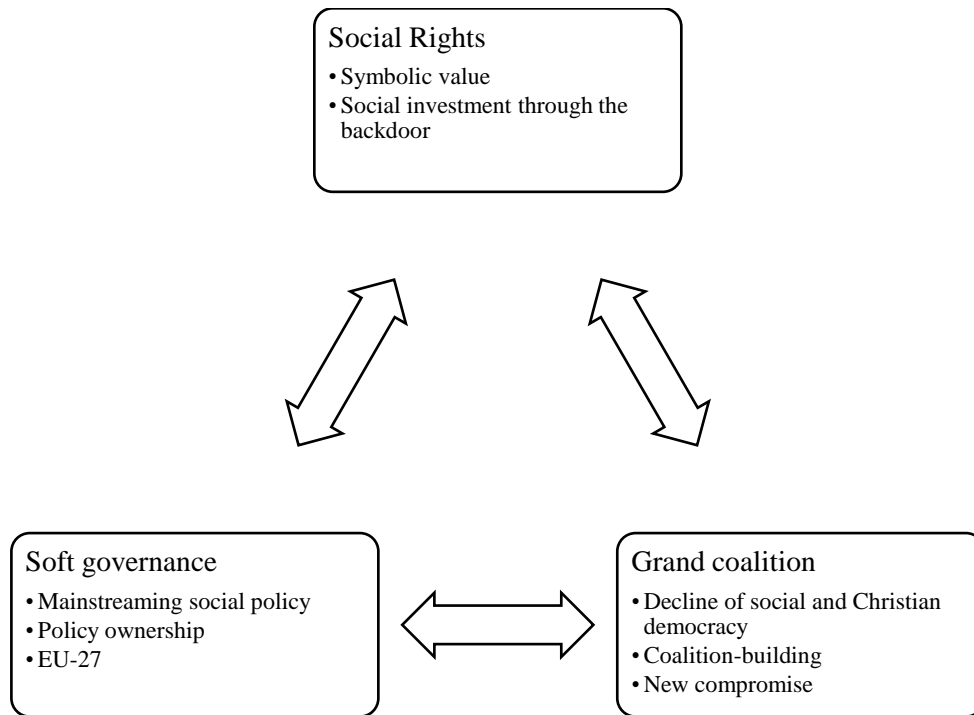 Social Rights
• Symbolic value
• Social investment through the
backdoor
Soft governance
• Mainstreaming social policy
• Policy ownership
• EU-27
Grand coalition
• Decline of social and Christian
democracy
• Coalition-building
• New compromise